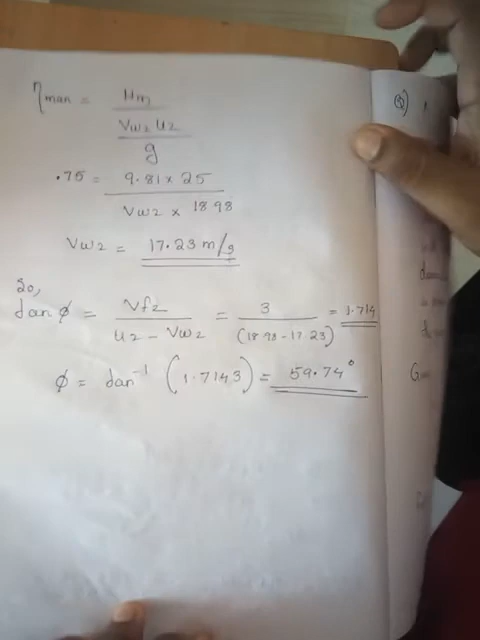 ηman = Hm
Vw2 u2
g
.75 = 9.81 x 25
Vw2 x 18 98
Vw2 = 17.23 m/s
So,
tan ϕ = Vf2 / u2 - Vw2 = 3 / (18.98 - 17.23) = 1.714
ϕ = tan⁻¹ (1.7143) = 59.74°
Q)